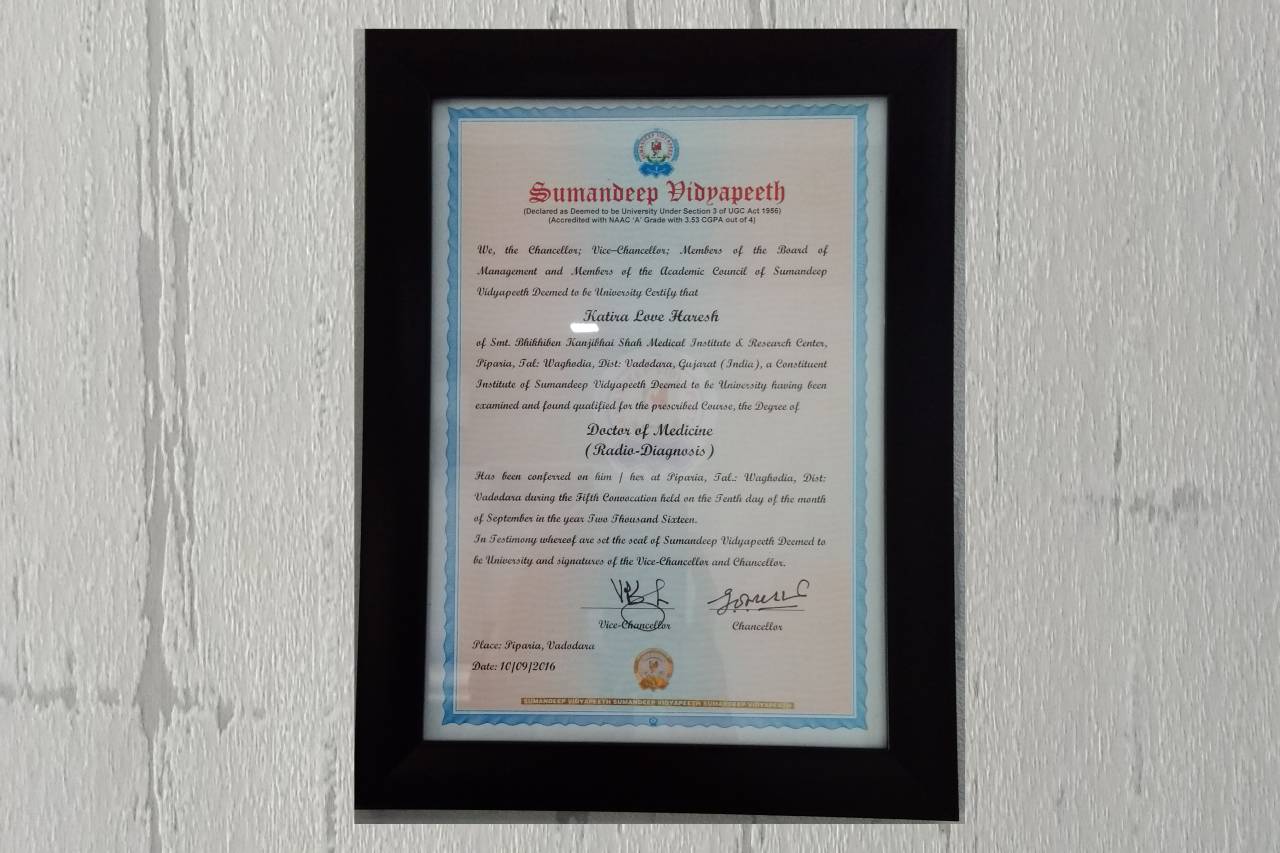 Sumandeep Vidyapeeth
(Declared as Deemed to be University Under Section 3 of UGC Act 1956)
(Accredited with NAAC 'A' Grade with 3.53 CGPA out of 4)
We, the Chancellor; Vice–Chancellor; Members of the Board of
Management and Members of the Academic Council of Sumandeep
Vidyapeeth Deemed to be University Certify that
Katira Love Haresh
of Smt. Bhikhiben Kanjibhai Shah Medical Institute & Research Center,
Piparia, Tal: Waghodia, Dist: Vadodara, Gujarat (India), a Constituent
Institute of Sumandeep Vidyapeeth Deemed to be University having been
examined and found qualified for the prescribed Course, the Degree of
Doctor of Medicine
(Radio-Diagnosis)
Has been conferred on him / her at Piparia, Tal.: Waghodia, Dist:
Vadodara during the Fifth Convocation held on the Tenth day of the month
of September in the year Two Thousand Sixteen.
In Testimony whereof are set the seal of Sumandeep Vidyapeeth Deemed to
be University and signatures of the Vice-Chancellor and Chancellor.
Vice-Chancellor Chancellor
Place: Piparia, Vadodara
Date: 10/09/2016
SUMANDEEP VIDYAPEETH SUMANDEEP VIDYAPEETH SUMANDEEP VIDYAPEETH